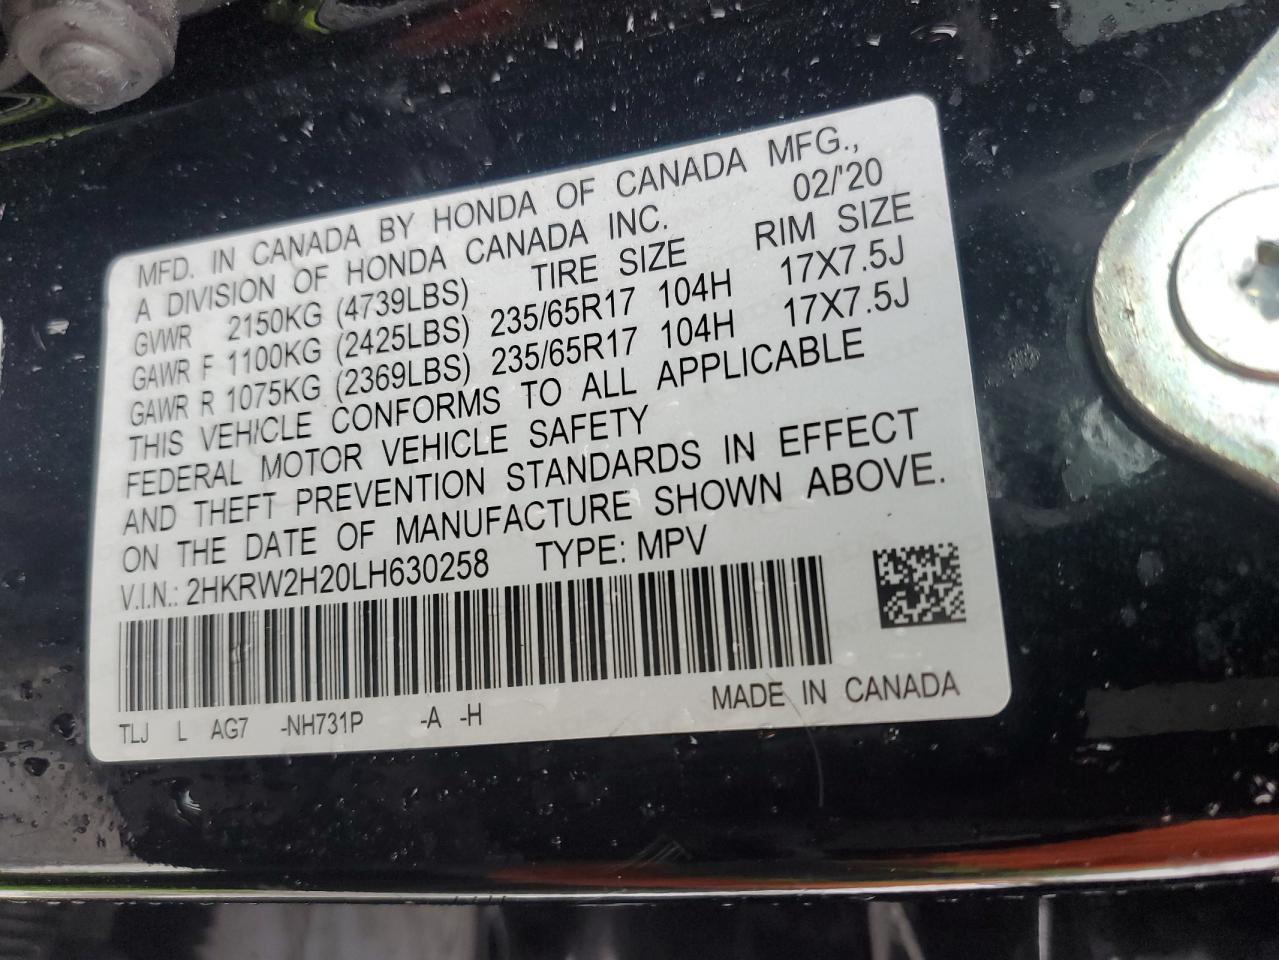 MFD. IN CANADA BY HONDA OF CANADA MFG.,
A DIVISION OF HONDA CANADA INC. 02/'20
GVWR 2150KG (4739LBS) TIRE SIZE RIM SIZE
GAWR F 1100KG (2425LBS) 235/65R17 104H 17X7.5J
GAWR R 1075KG (2369LBS) 235/65R17 104H 17X7.5J
THIS VEHICLE CONFORMS TO ALL APPLICABLE
FEDERAL MOTOR VEHICLE SAFETY
AND THEFT PREVENTION STANDARDS IN EFFECT
ON THE DATE OF MANUFACTURE SHOWN ABOVE.
V.I.N.: 2HKRW2H20LH630258 TYPE: MPV
MADE IN CANADA
TLJ L AG7 -NH731P -A -H